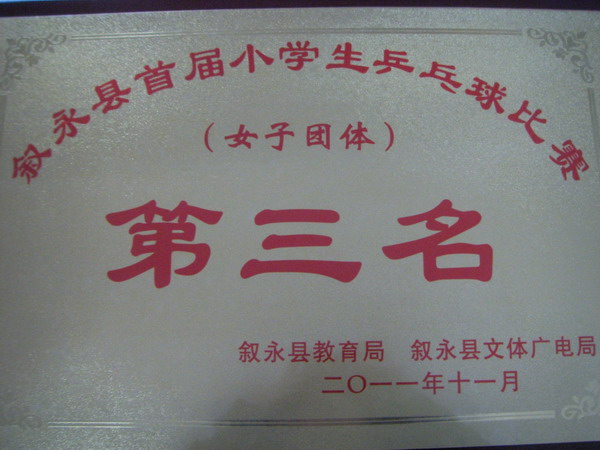 叙永县首届小学生乒乓球比赛
（女子团体）
第三名
叙永县教育局 叙永县文体广电局
二〇一一年十一月